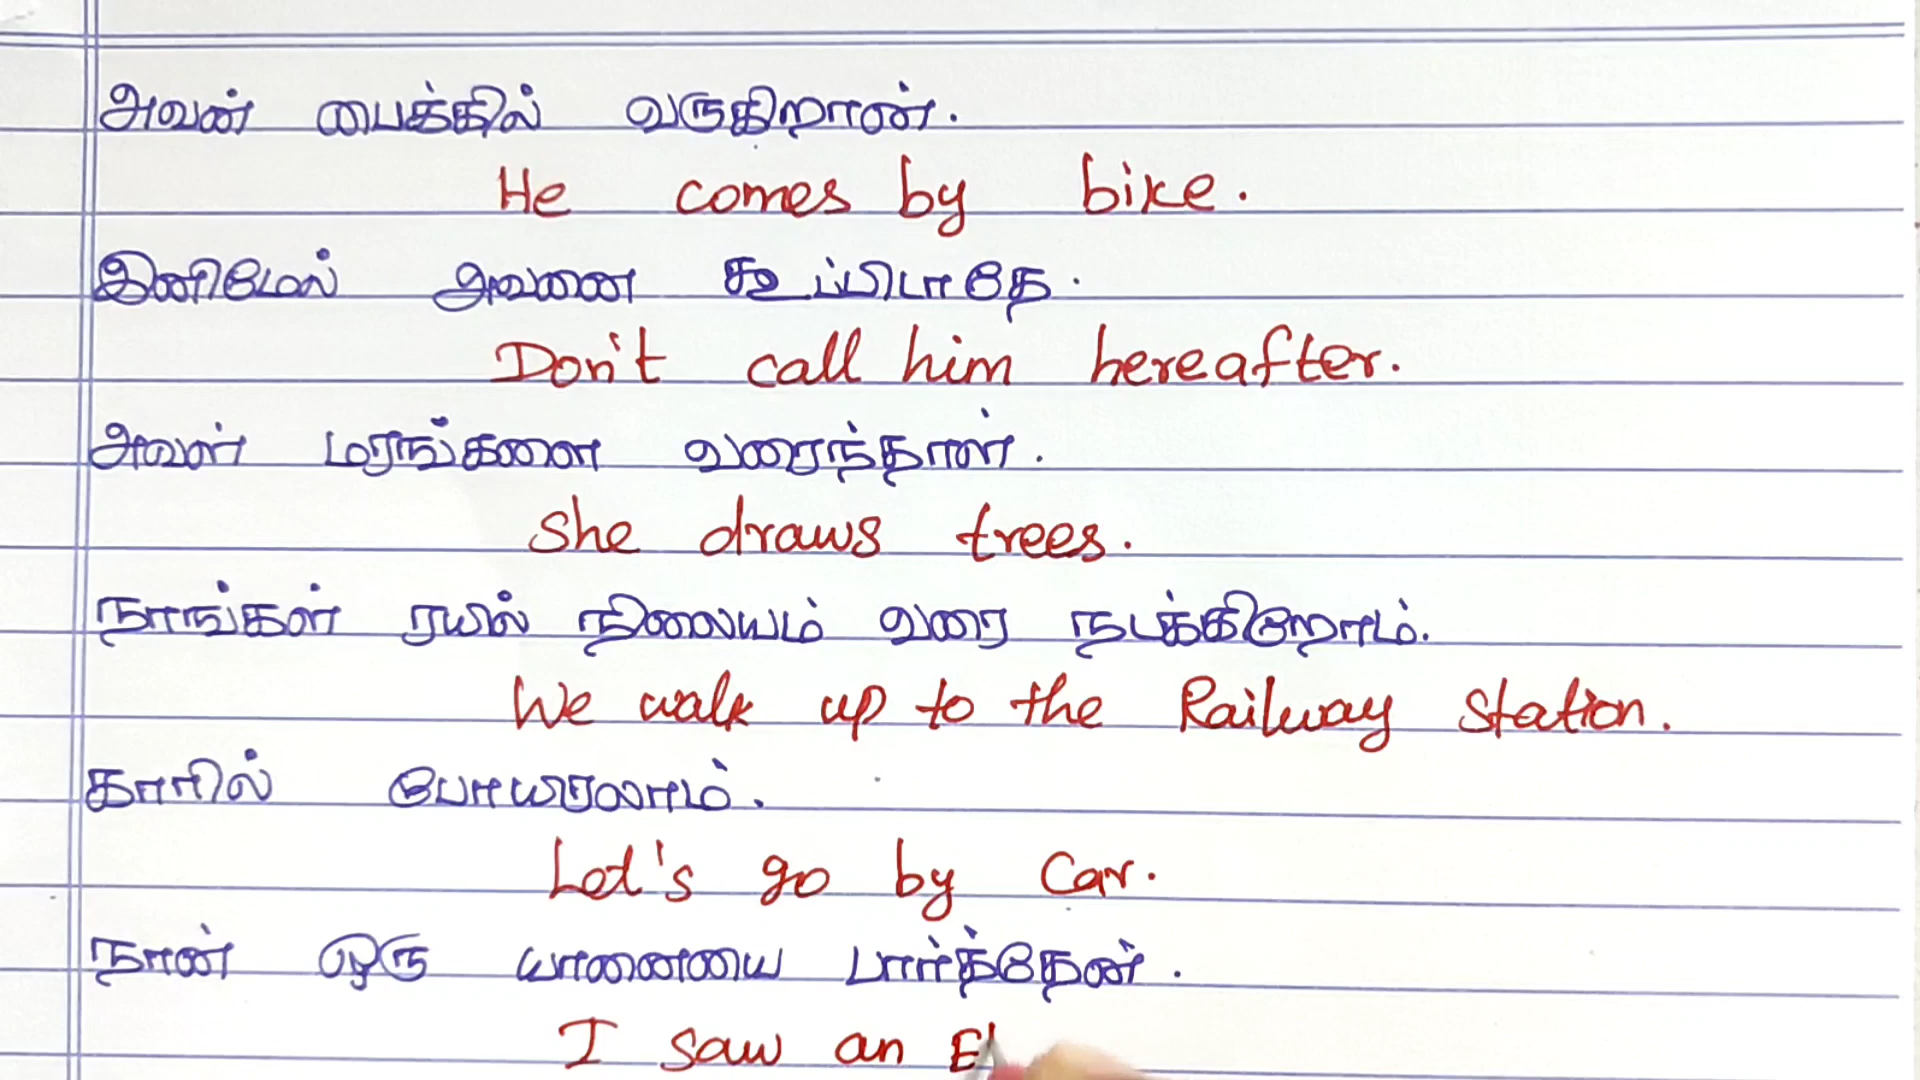 அவன் பைக்கில் வருகிறான்.
He comes by bike.
இனிமேல் அவனை கூப்பிடாதே.
Don't call him hereafter.
அவள் மரங்களை வரைந்தாள்.
She draws trees.
நாங்கள் ரயில் நிலையம் வரை நடக்கிறோம்.
We walk up to the Railway Station.
காரில் போயிரலாம்.
Let's go by Car.
நான் ஒரு யானையை பார்த்தேன்.
I saw an